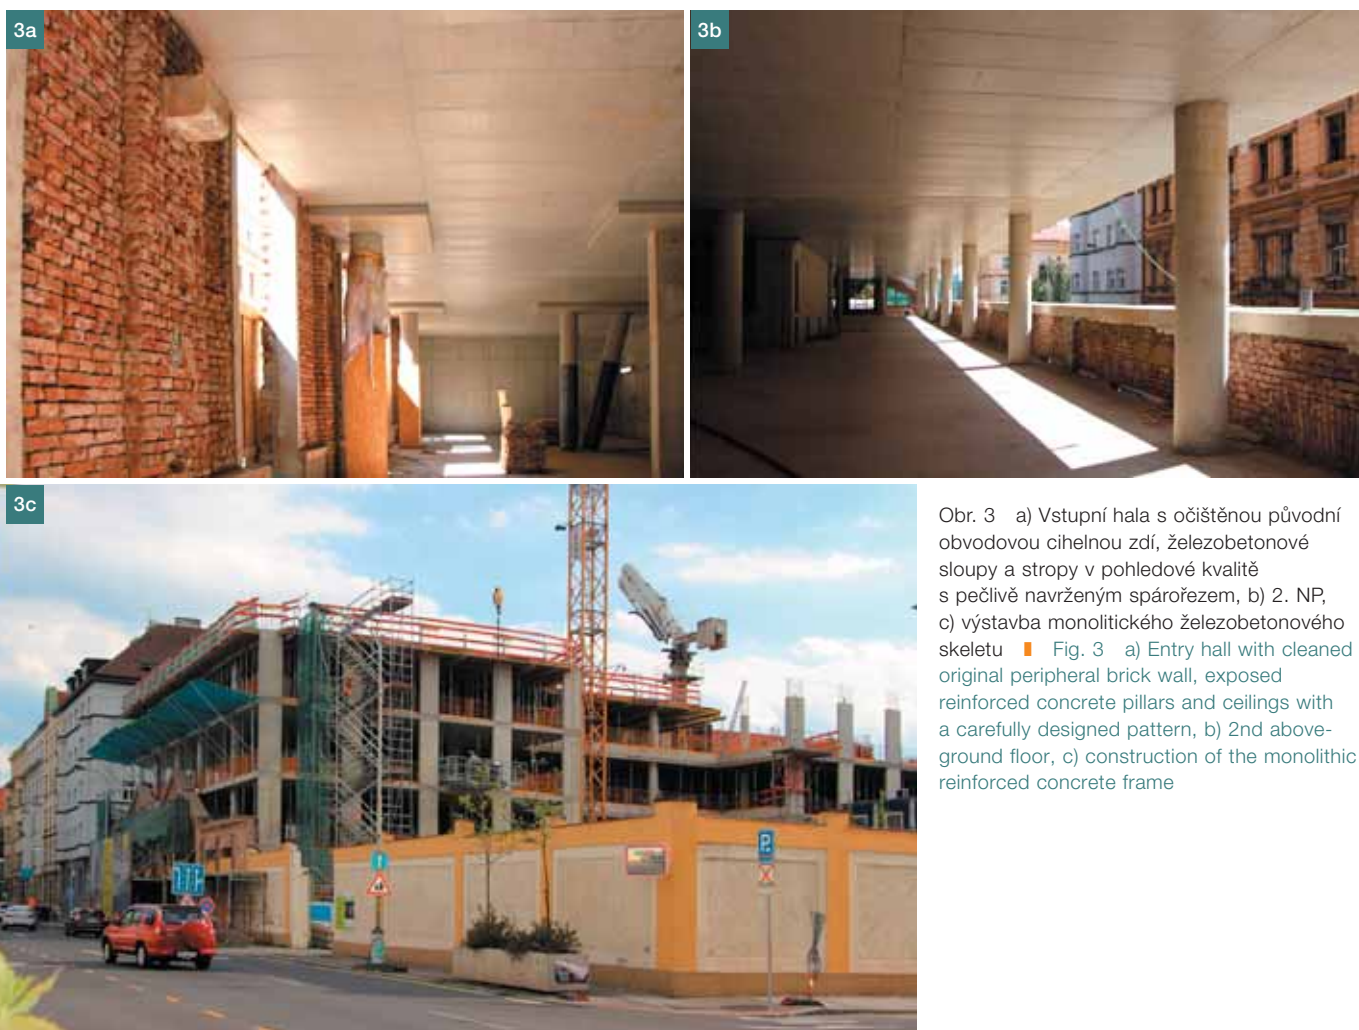 3a
3b
3c
Obr. 3 a) Vstupní hala s očištěnou původní
obvodovou cihelnou zdí, železobetonové
sloupy a stropy v pohledové kvalitě
s pečlivě navrženým spárořezem, b) 2. NP,
c) výstavba monolitického železobetonového
skeletu ▮ Fig. 3 a) Entry hall with cleaned
original peripheral brick wall, exposed
reinforced concrete pillars and ceilings with
a carefully designed pattern, b) 2nd above-
ground floor, c) construction of the monolithic
reinforced concrete frame
P